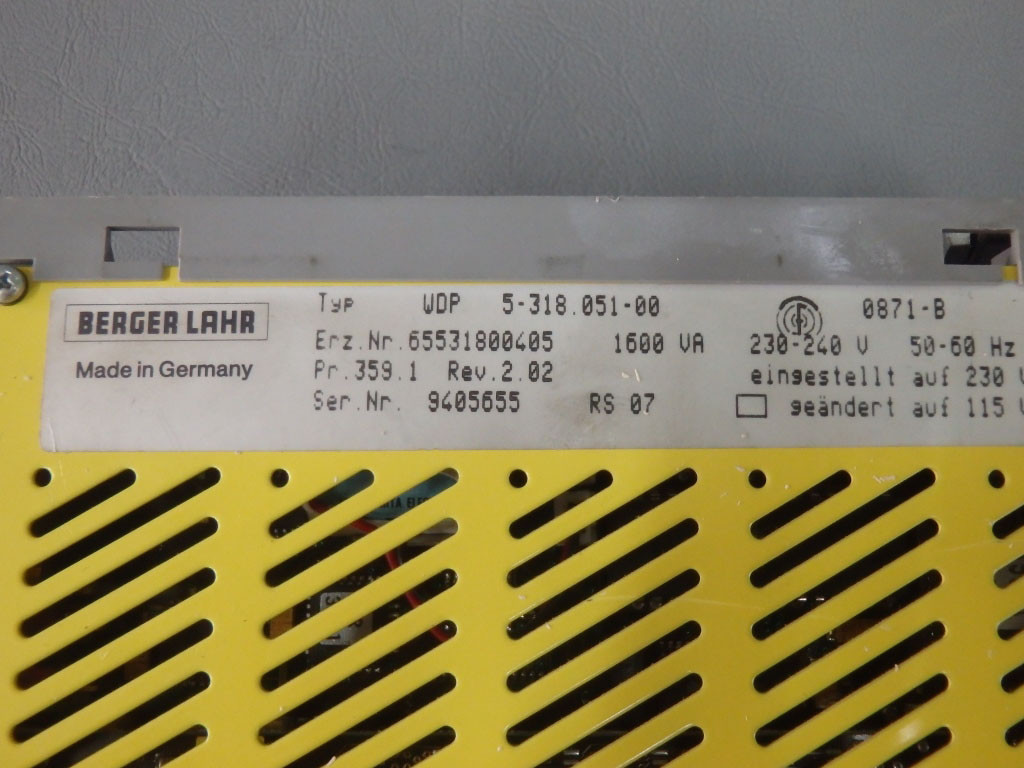 BERGER LAHR
Made in Germany
Typ WDP 5-318.051-00 0871-B
Erz.Nr.65531800405 1600 VA 230-240 V 50-60 Hz
Pr.359.1 Rev.2.02 eingestellt auf 230 V
Ser.Nr. 9405655 RS 07 geändert auf 115 V